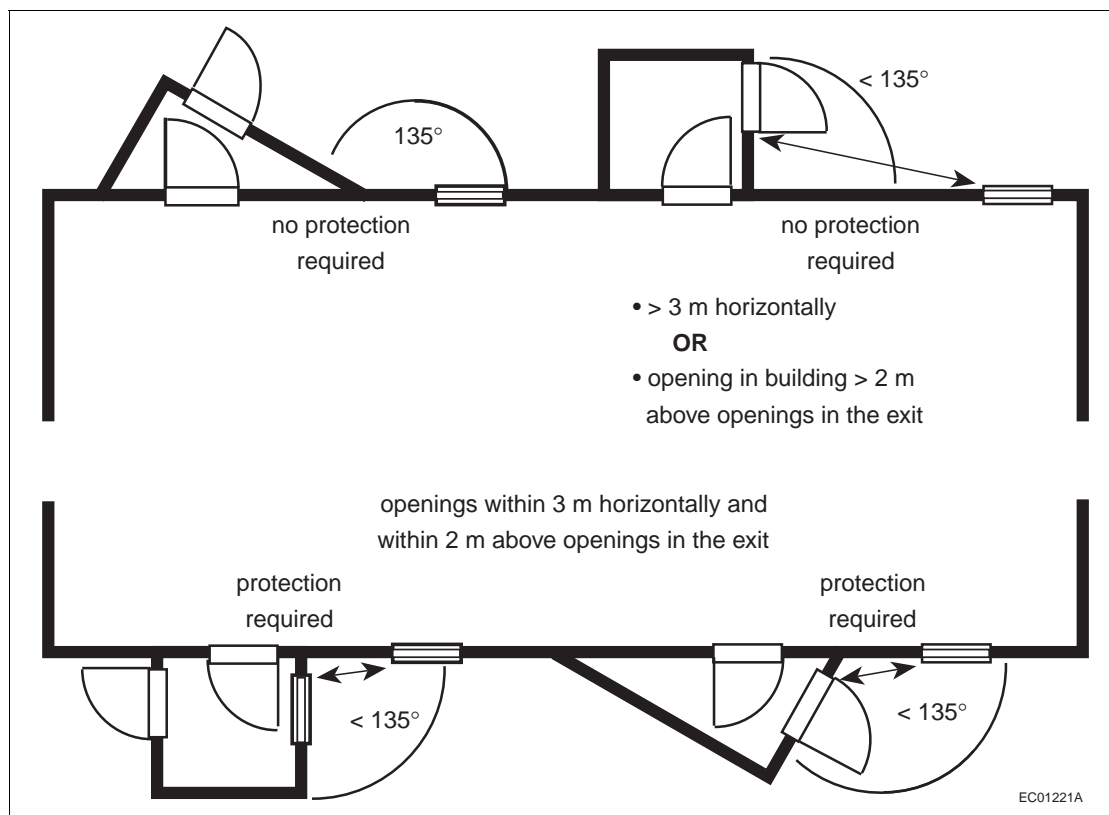 < 135°
135°
no protection
required
no protection
required
• > 3 m horizontally
OR
• opening in building > 2 m
above openings in the exit
openings within 3 m horizontally and
within 2 m above openings in the exit
protection
required
protection
required
< 135°
< 135°
EC01221A